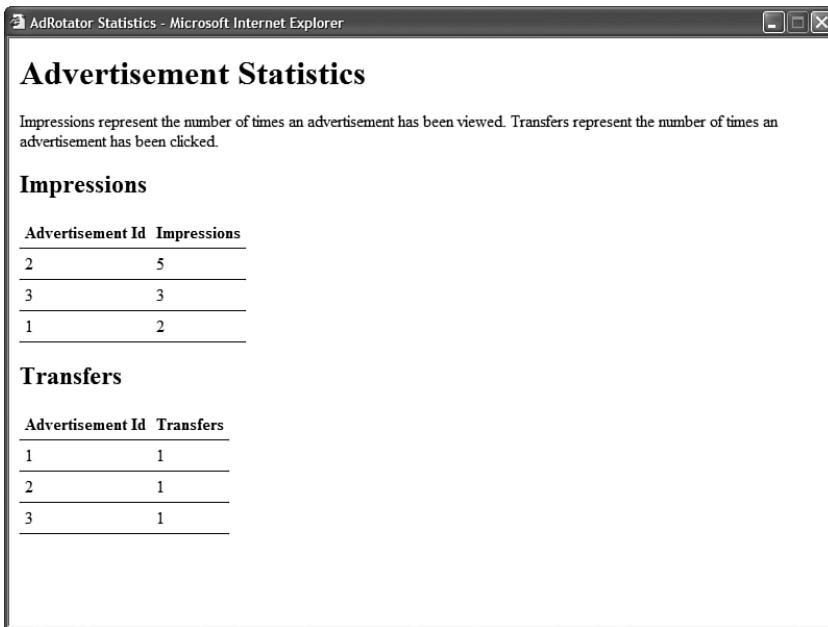 AdRotator Statistics - Microsoft Internet Explorer
Advertisement Statistics
Impressions represent the number of times an advertisement has been viewed. Transfers represent the number of times an
advertisement has been clicked.
Impressions
Advertisement Id Impressions
2 5
3 3
1 2
Transfers
Advertisement Id Transfers
1 1
2 1
3 1